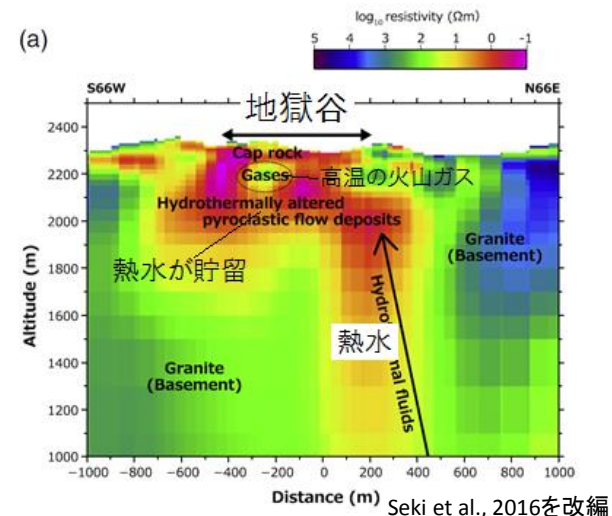 (a)
log10 resistivity (Ωm)
5 4 3 2 1 0 -1
S66W
N66E
地獄谷
Cap rock
Gases
高温の火山ガス
Hydrothermally altered
pyroclastic flow deposits
熱水が貯留
Granite
(Basement)
熱水
nal fluids
Granite
(Basement)
Altitude (m)
2400
2200
2000
1800
1600
1400
1200
1000
−1000 −800 −600 −400 −200 0 200 400 600 800 1000
Distance (m)
Seki et al., 2016を改編